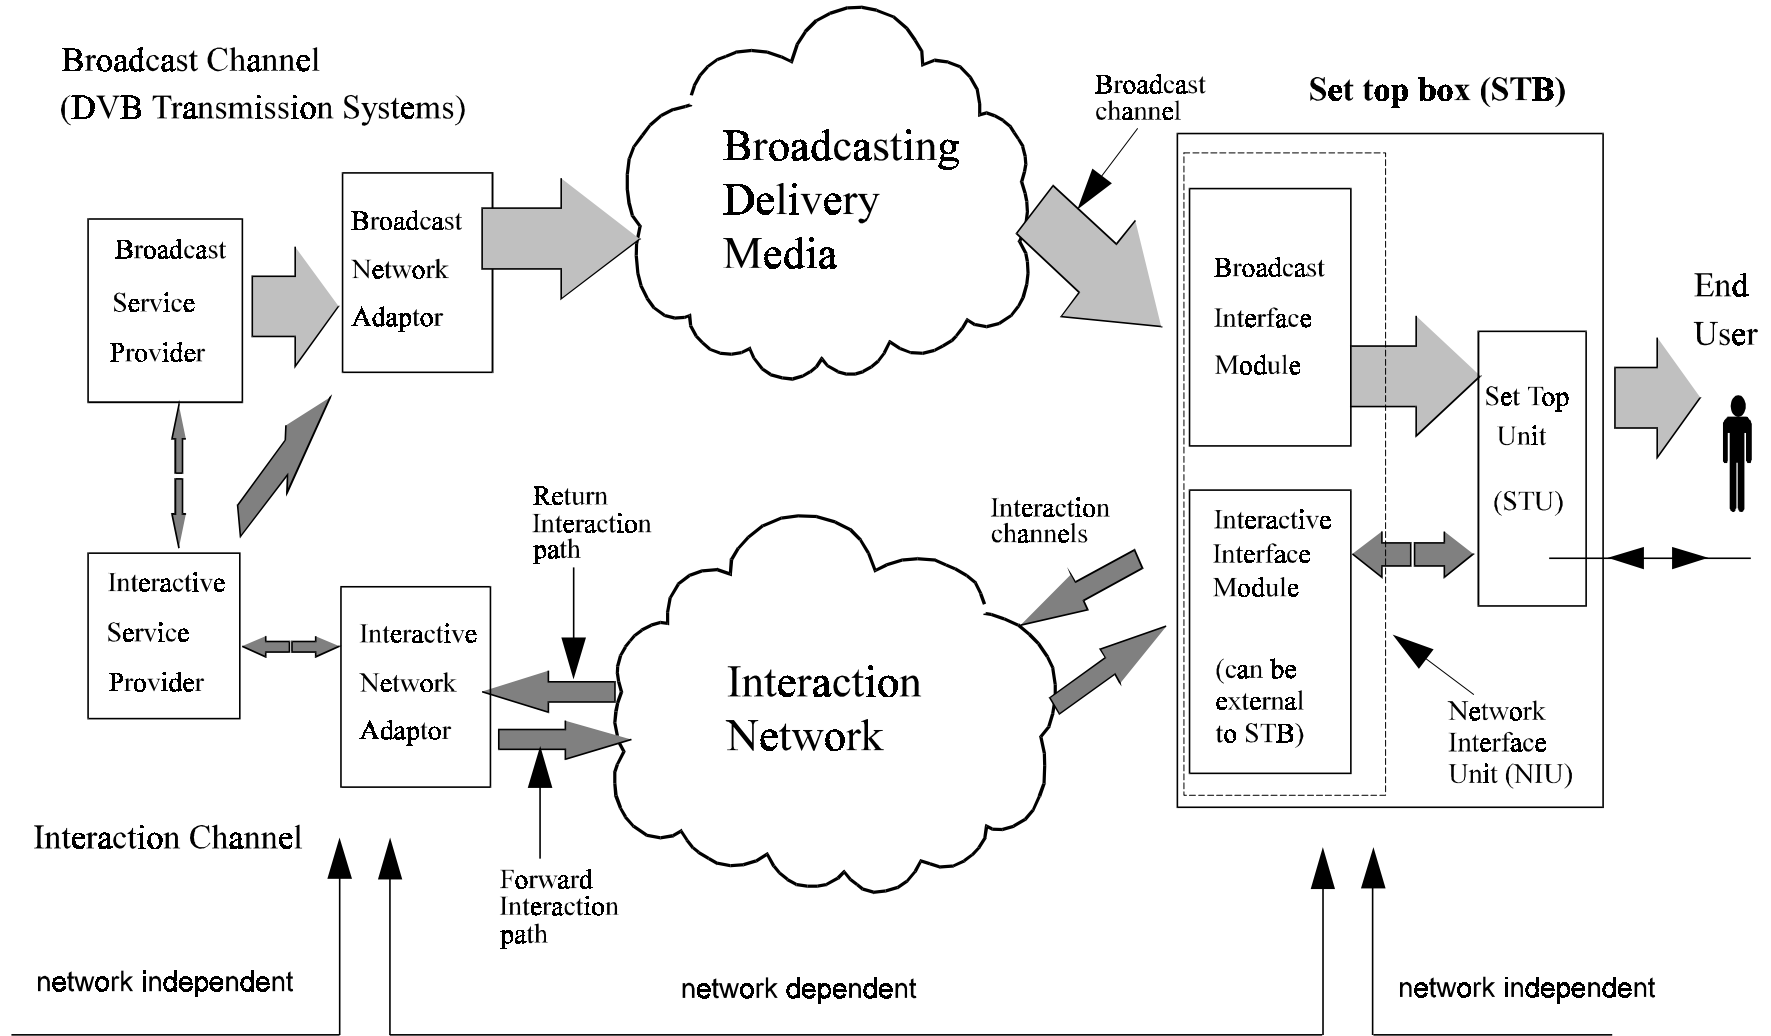 Broadcast Channel
(DVB Transmission Systems)
Broadcast
Service
Provider
Broadcast
Network
Adaptor
Broadcasting
Delivery
Media
Broadcast
channel
Set top box (STB)
Broadcast
Interface
Module
Set Top
Unit
(STU)
End
User
Interactive
Service
Provider
Interactive
Network
Adaptor
Return
Interaction
path
Forward
Interaction
path
Interaction
Network
Interaction
channels
Interactive
Interface
Module
(can be
external
to STB)
Network
Interface
Unit (NIU)
Interaction Channel
network independent
network dependent
network independent